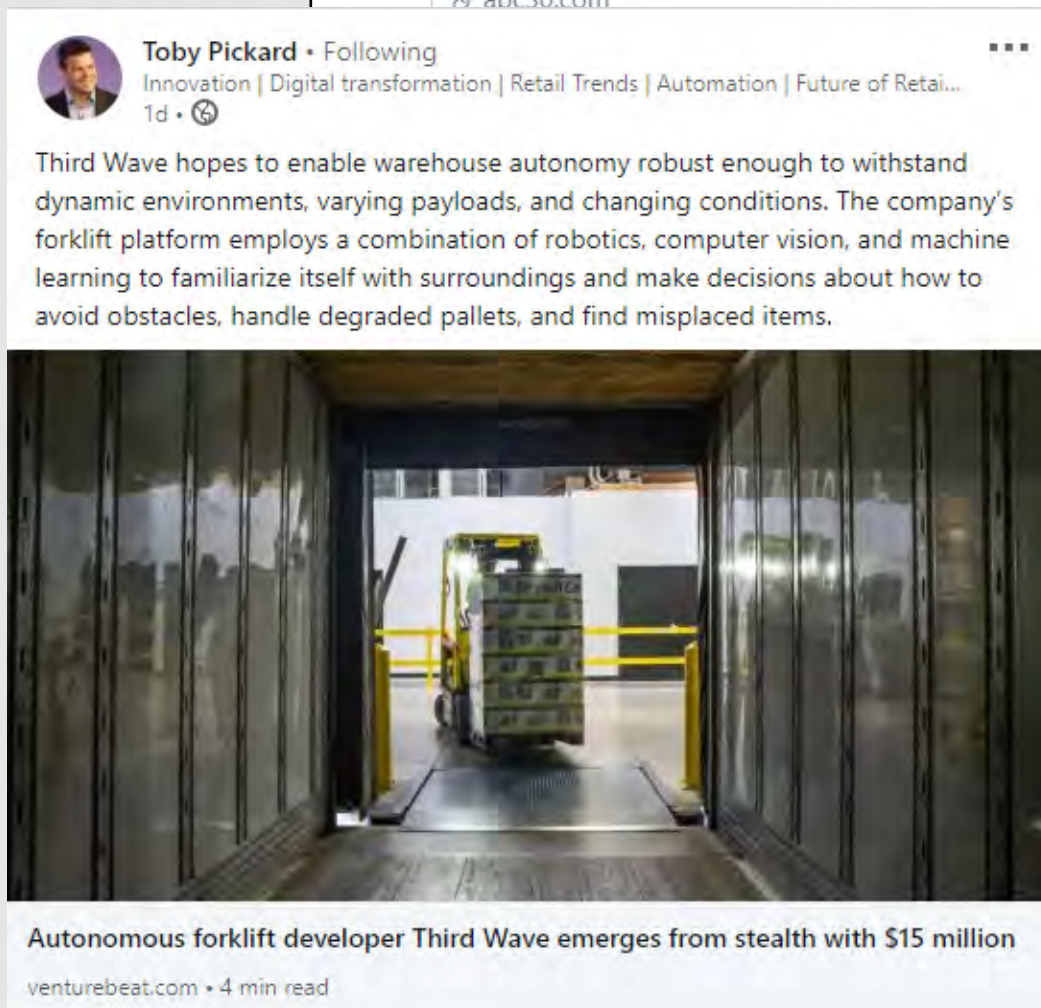 abc30.com
Toby Pickard • Following
Innovation | Digital transformation | Retail Trends | Automation | Future of Retai...
1d •
Third Wave hopes to enable warehouse autonomy robust enough to withstand
dynamic environments, varying payloads, and changing conditions. The company's
forklift platform employs a combination of robotics, computer vision, and machine
learning to familiarize itself with surroundings and make decisions about how to
avoid obstacles, handle degraded pallets, and find misplaced items.
Autonomous forklift developer Third Wave emerges from stealth with $15 million
venturebeat.com • 4 min read